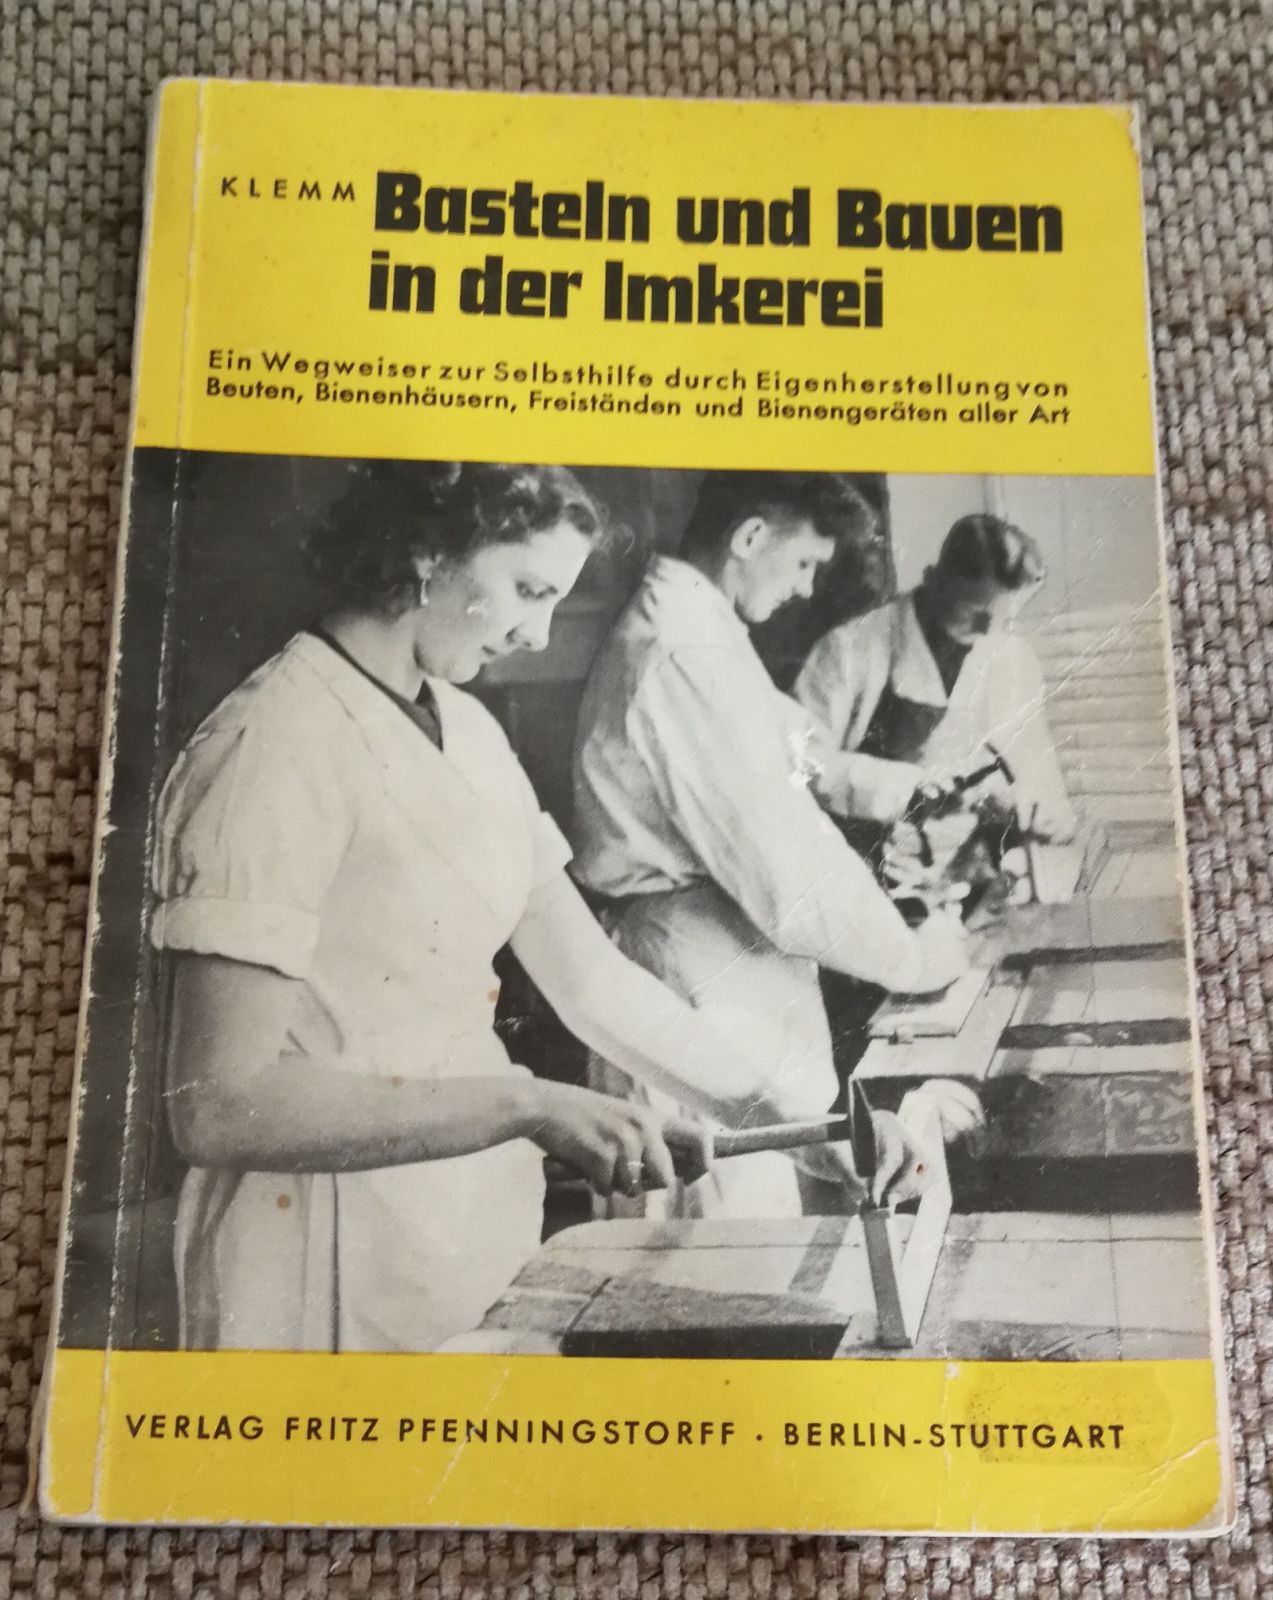 KLEMM Basteln und Bauen
in der Imkerei
Ein Wegweiser zur Selbsthilfe durch Eigenherstellung von
Beuten, Bienenhäusern, Freiständen und Bienengeräten aller Art
VERLAG FRITZ PFENNINGSTORFF · BERLIN-STUTTGART